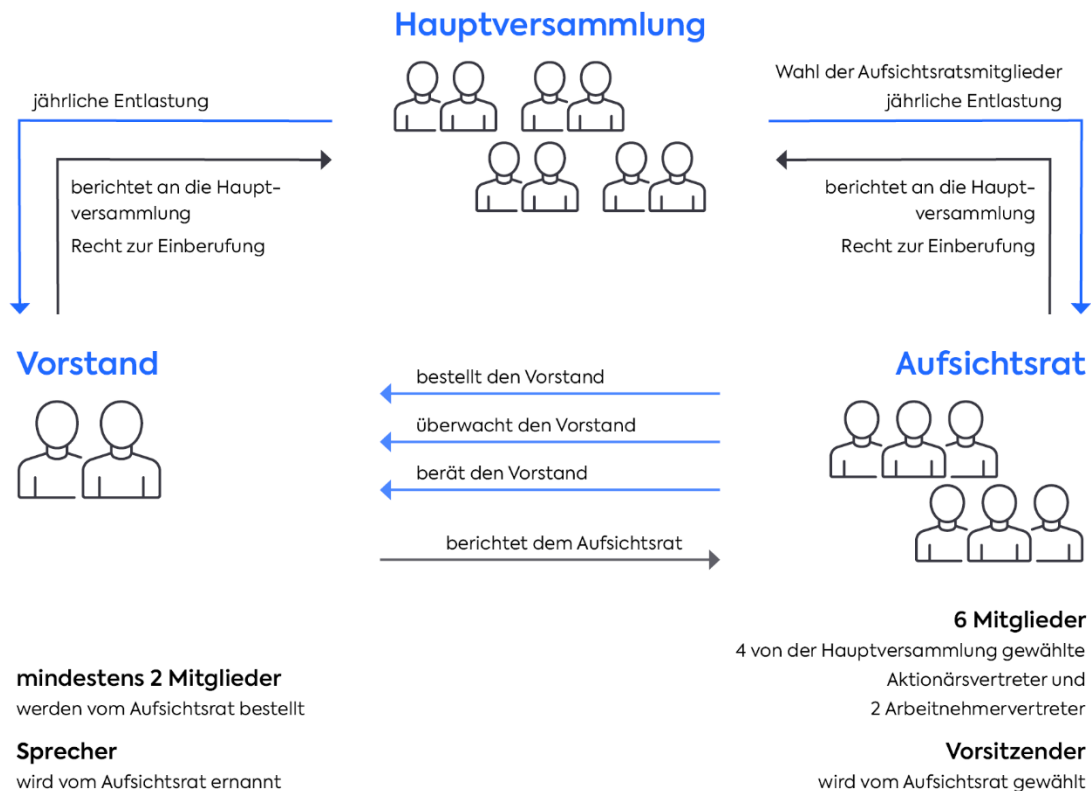 Hauptversammlung
jährliche Entlastung
Wahl der Aufsichtsratsmitglieder
jährliche Entlastung
berichtet an die Haupt-
versammlung
Recht zur Einberufung
berichtet an die Haupt-
versammlung
Recht zur Einberufung
Vorstand
Aufsichtsrat
bestellt den Vorstand
überwacht den Vorstand
berät den Vorstand
berichtet dem Aufsichtsrat
mindestens 2 Mitglieder
werden vom Aufsichtsrat bestellt
Sprecher
wird vom Aufsichtsrat ernannt
6 Mitglieder
4 von der Hauptversammlung gewählte
Aktionärsvertreter und
2 Arbeitnehmervertreter
Vorsitzender
wird vom Aufsichtsrat gewählt